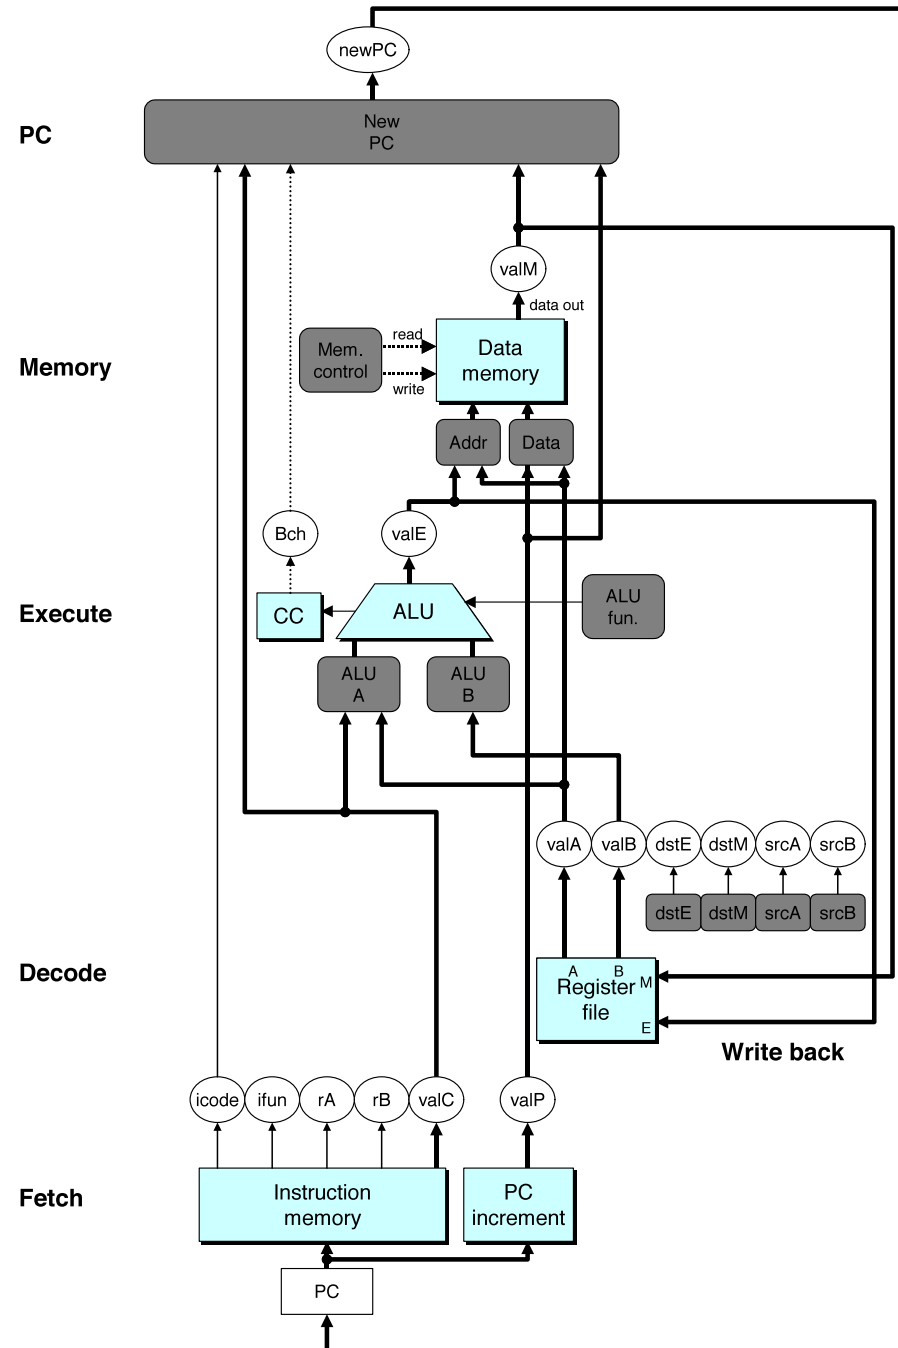 newPC
PC
New
PC
valM
data out
Memory
Mem.
control
read
write
Data
memory
Addr
Data
Bch
valE
Execute
CC
ALU
ALU
fun.
ALU
A
ALU
B
valA
valB
dstE
dstM
srcA
srcB
dstE
dstM
srcA
srcB
Decode
A
B
Register
file
M
E
Write back
icode
ifun
rA
rB
valC
valP
Fetch
Instruction
memory
PC
increment
PC